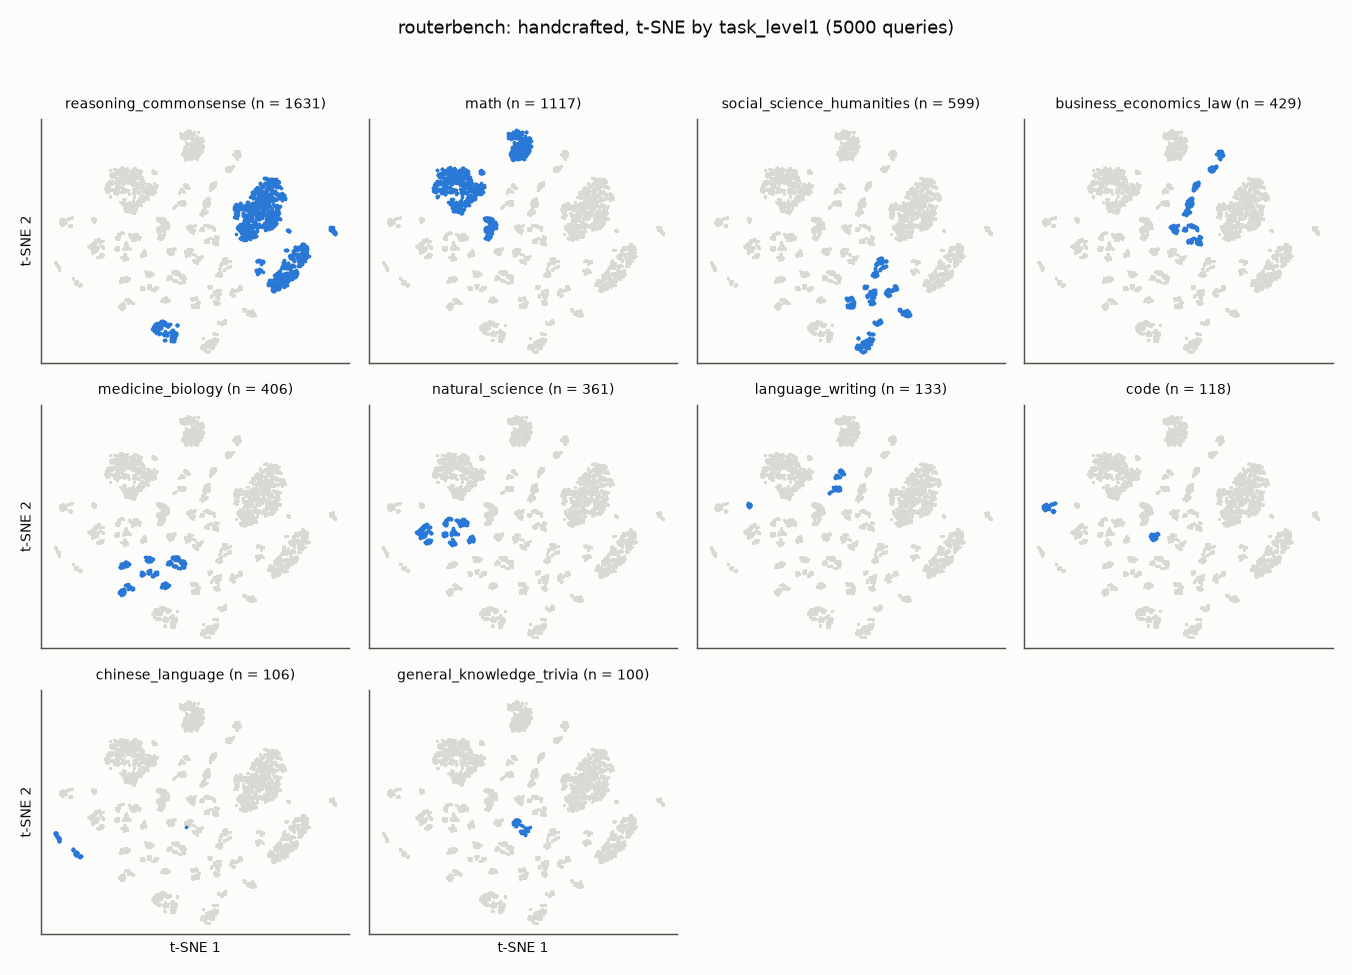 routerbench: handcrafted, t-SNE by task_level1 (5000 queries)
reasoning_commonsense (n = 1631)
math (n = 1117)
social_science_humanities (n = 599)
business_economics_law (n = 429)
t-SNE 2
medicine_biology (n = 406)
natural_science (n = 361)
language_writing (n = 133)
code (n = 118)
t-SNE 2
chinese_language (n = 106)
general_knowledge_trivia (n = 100)
t-SNE 2
t-SNE 1
t-SNE 1